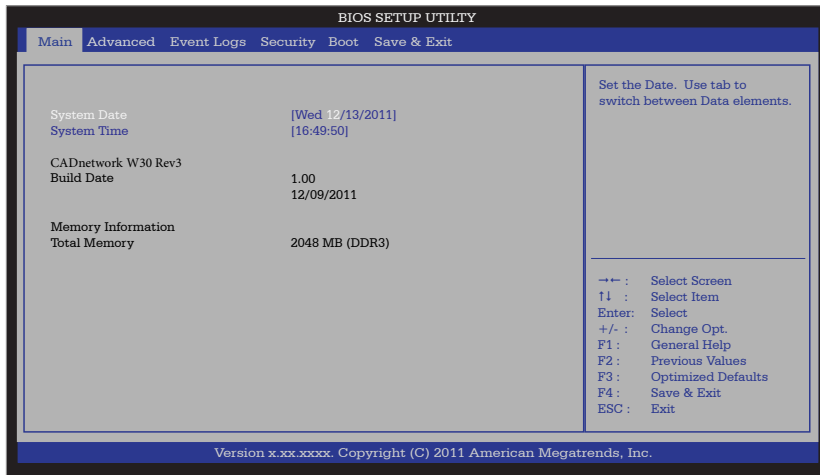 BIOS SETUP UTILTY
Main Advanced Event Logs Security Boot Save & Exit
System Date [Wed 12/13/2011]
System Time [16:49:50]
CADnetwork W30 Rev3
Build Date 1.00
12/09/2011
Memory Information
Total Memory 2048 MB (DDR3)
Set the Date. Use tab to
switch between Data elements.
→← : Select Screen
↑↓ : Select Item
Enter: Select
+/- : Change Opt.
F1 : General Help
F2 : Previous Values
F3 : Optimized Defaults
F4 : Save & Exit
ESC : Exit
Version x.xx.xxxx. Copyright (C) 2011 American Megatrends, Inc.